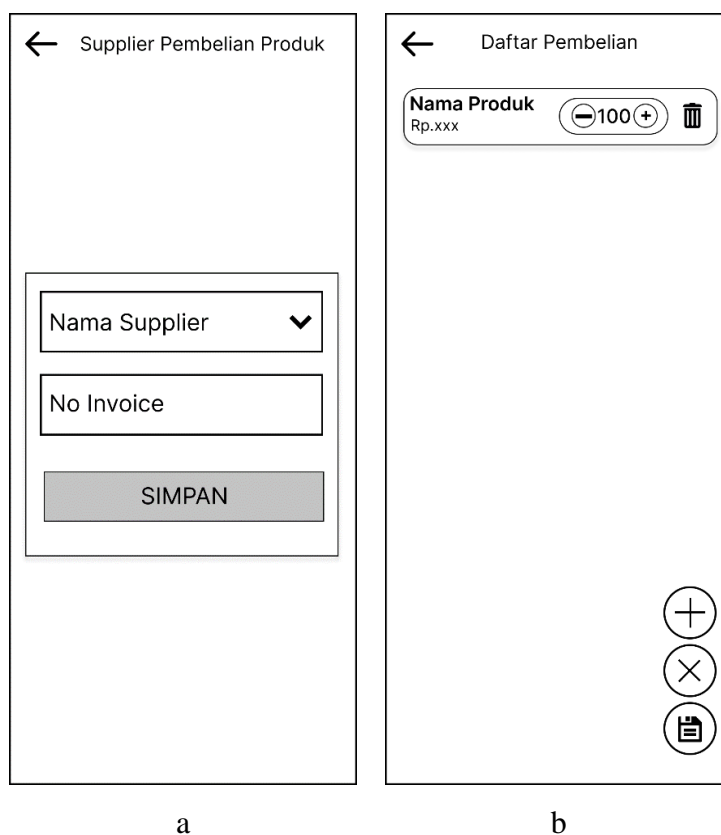 Supplier Pembelian Produk
Nama Supplier
No Invoice
SIMPAN
a
Daftar Pembelian
Nama Produk
Rp.xxx
100
b